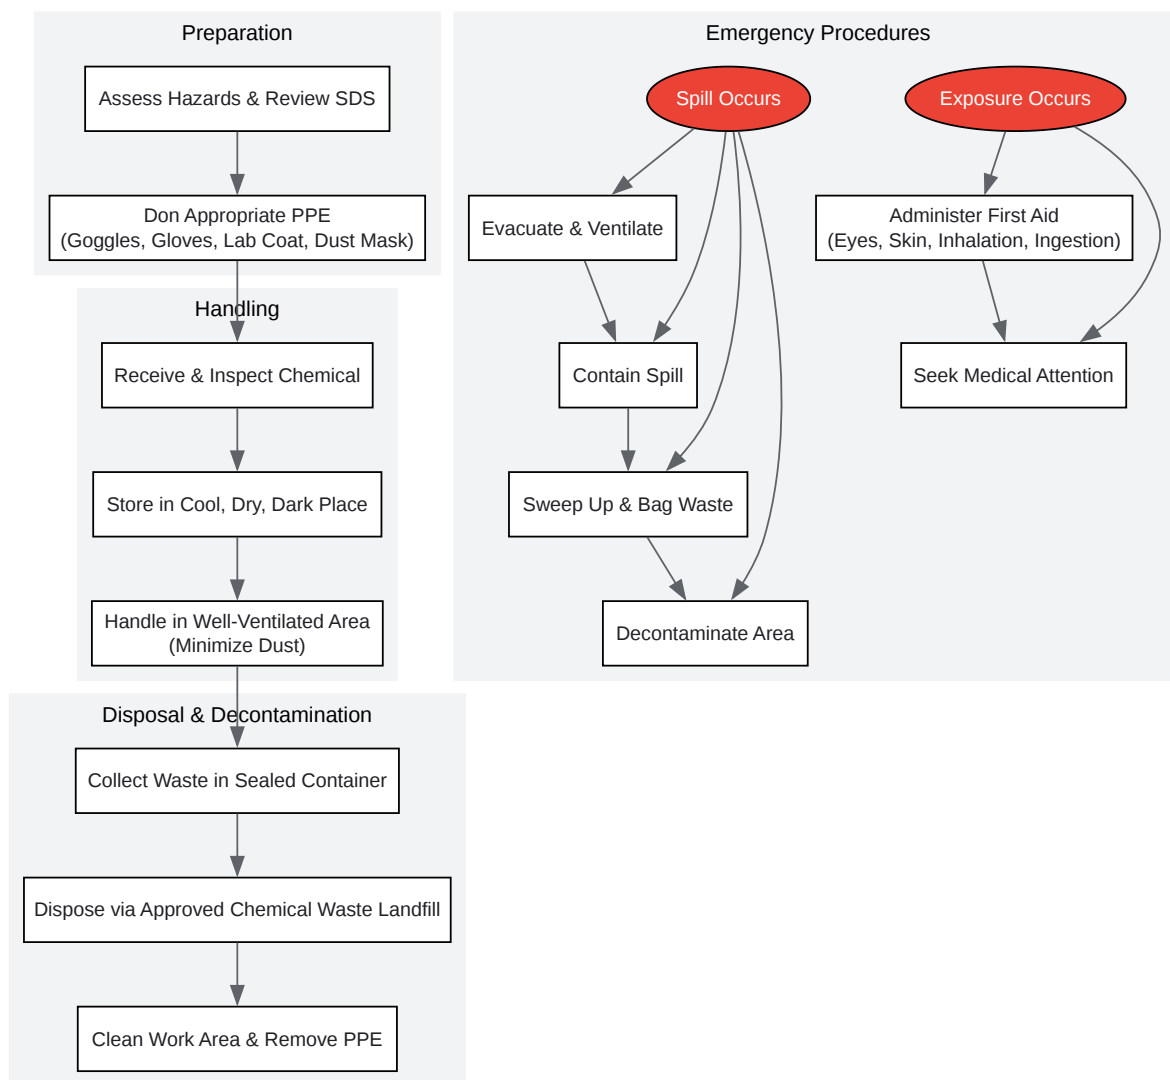 Preparation
Assess Hazards & Review SDS
Don Appropriate PPE
(Goggles, Gloves, Lab Coat, Dust Mask)
Handling
Receive & Inspect Chemical
Store in Cool, Dry, Dark Place
Handle in Well-Ventilated Area
(Minimize Dust)
Disposal & Decontamination
Collect Waste in Sealed Container
Dispose via Approved Chemical Waste Landfill
Clean Work Area & Remove PPE
Emergency Procedures
Spill Occurs
Evacuate & Ventilate
Contain Spill
Sweep Up & Bag Waste
Decontaminate Area
Exposure Occurs
Administer First Aid
(Eyes, Skin, Inhalation, Ingestion)
Seek Medical Attention